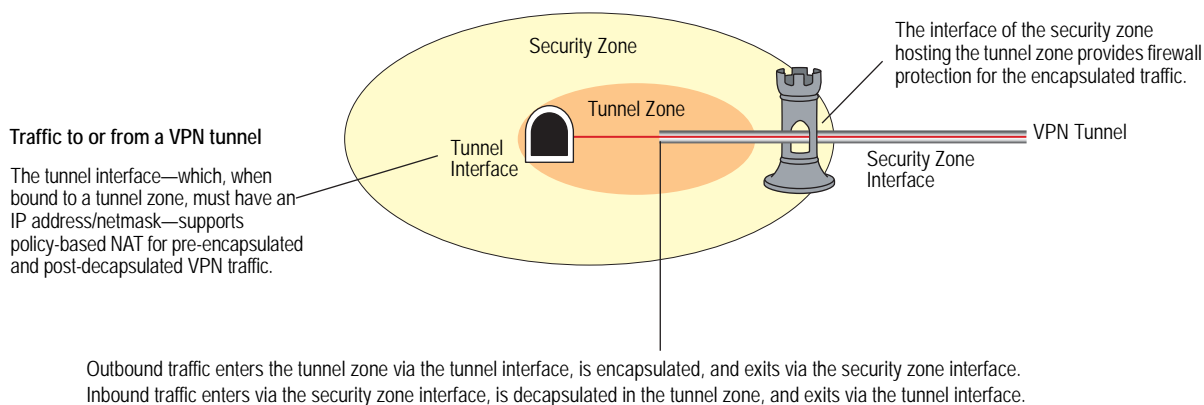 Security Zone
The interface of the security zone
hosting the tunnel zone provides firewall
protection for the encapsulated traffic.
Tunnel Zone
Traffic to or from a VPN tunnel
Tunnel
Interface
VPN Tunnel
Security Zone
Interface
The tunnel interface—which, when
bound to a tunnel zone, must have an
IP address/netmask—supports
policy-based NAT for pre-encapsulated
and post-decapsulated VPN traffic.
Outbound traffic enters the tunnel zone via the tunnel interface, is encapsulated, and exits via the security zone interface.
Inbound traffic enters via the security zone interface, is decapsulated in the tunnel zone, and exits via the tunnel interface.